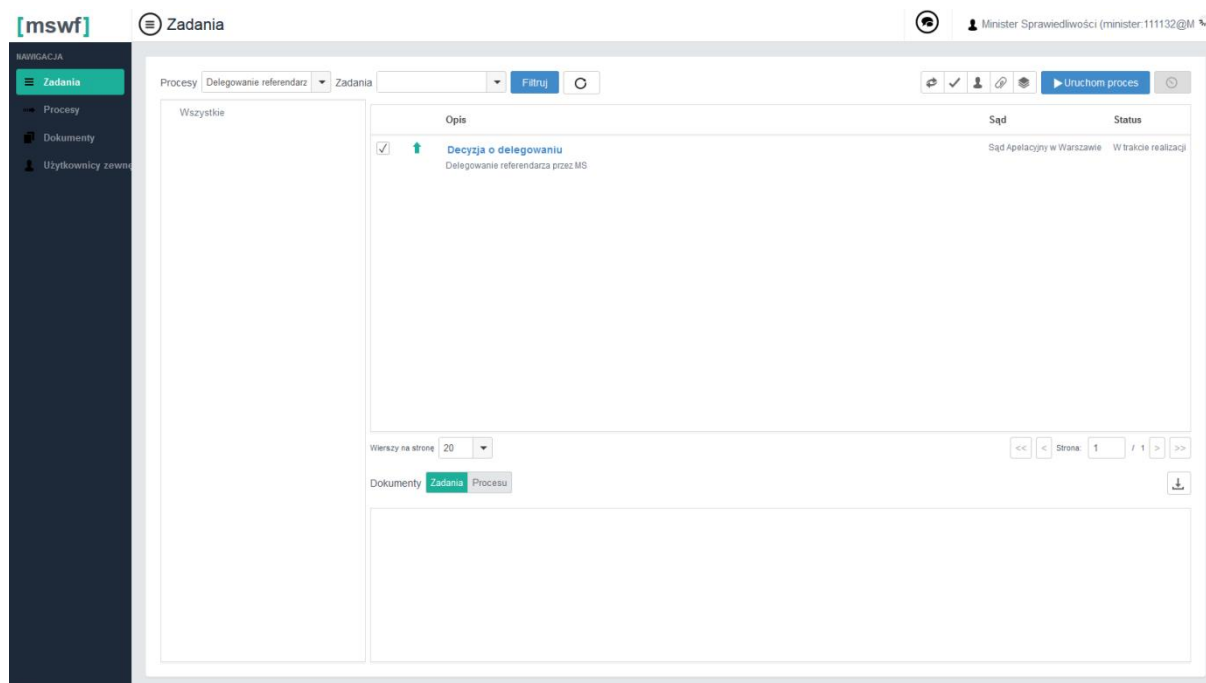 [mswf]
Zadania
Minister Sprawiedliwości (minister:111132@M
NAWIGACJA
Zadania
Procesy
Dokumenty
Użytkownicy zewnę
Procesy Delegowanie referendarz Zadania Filtruj Uruchom proces
Wszystkie
Opis Sąd Status
Decyzja o delegowaniu Sąd Apelacyjny w Warszawie W trakcie realizacji
Delegowanie referendarza przez MS
Wierszy na stronę 20 << < Strona: 1 / 1 > >>
Dokumenty Zadania Procesu